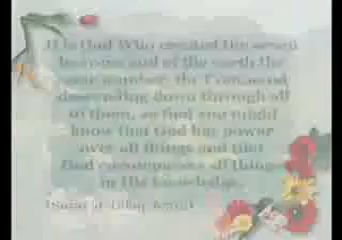 It is God Who created the seven
heavens and of the earth the
same number, the Command
descending down through all
of them, so that you might
know that God has power
over all things and that
God encompasses all things
in His knowledge.